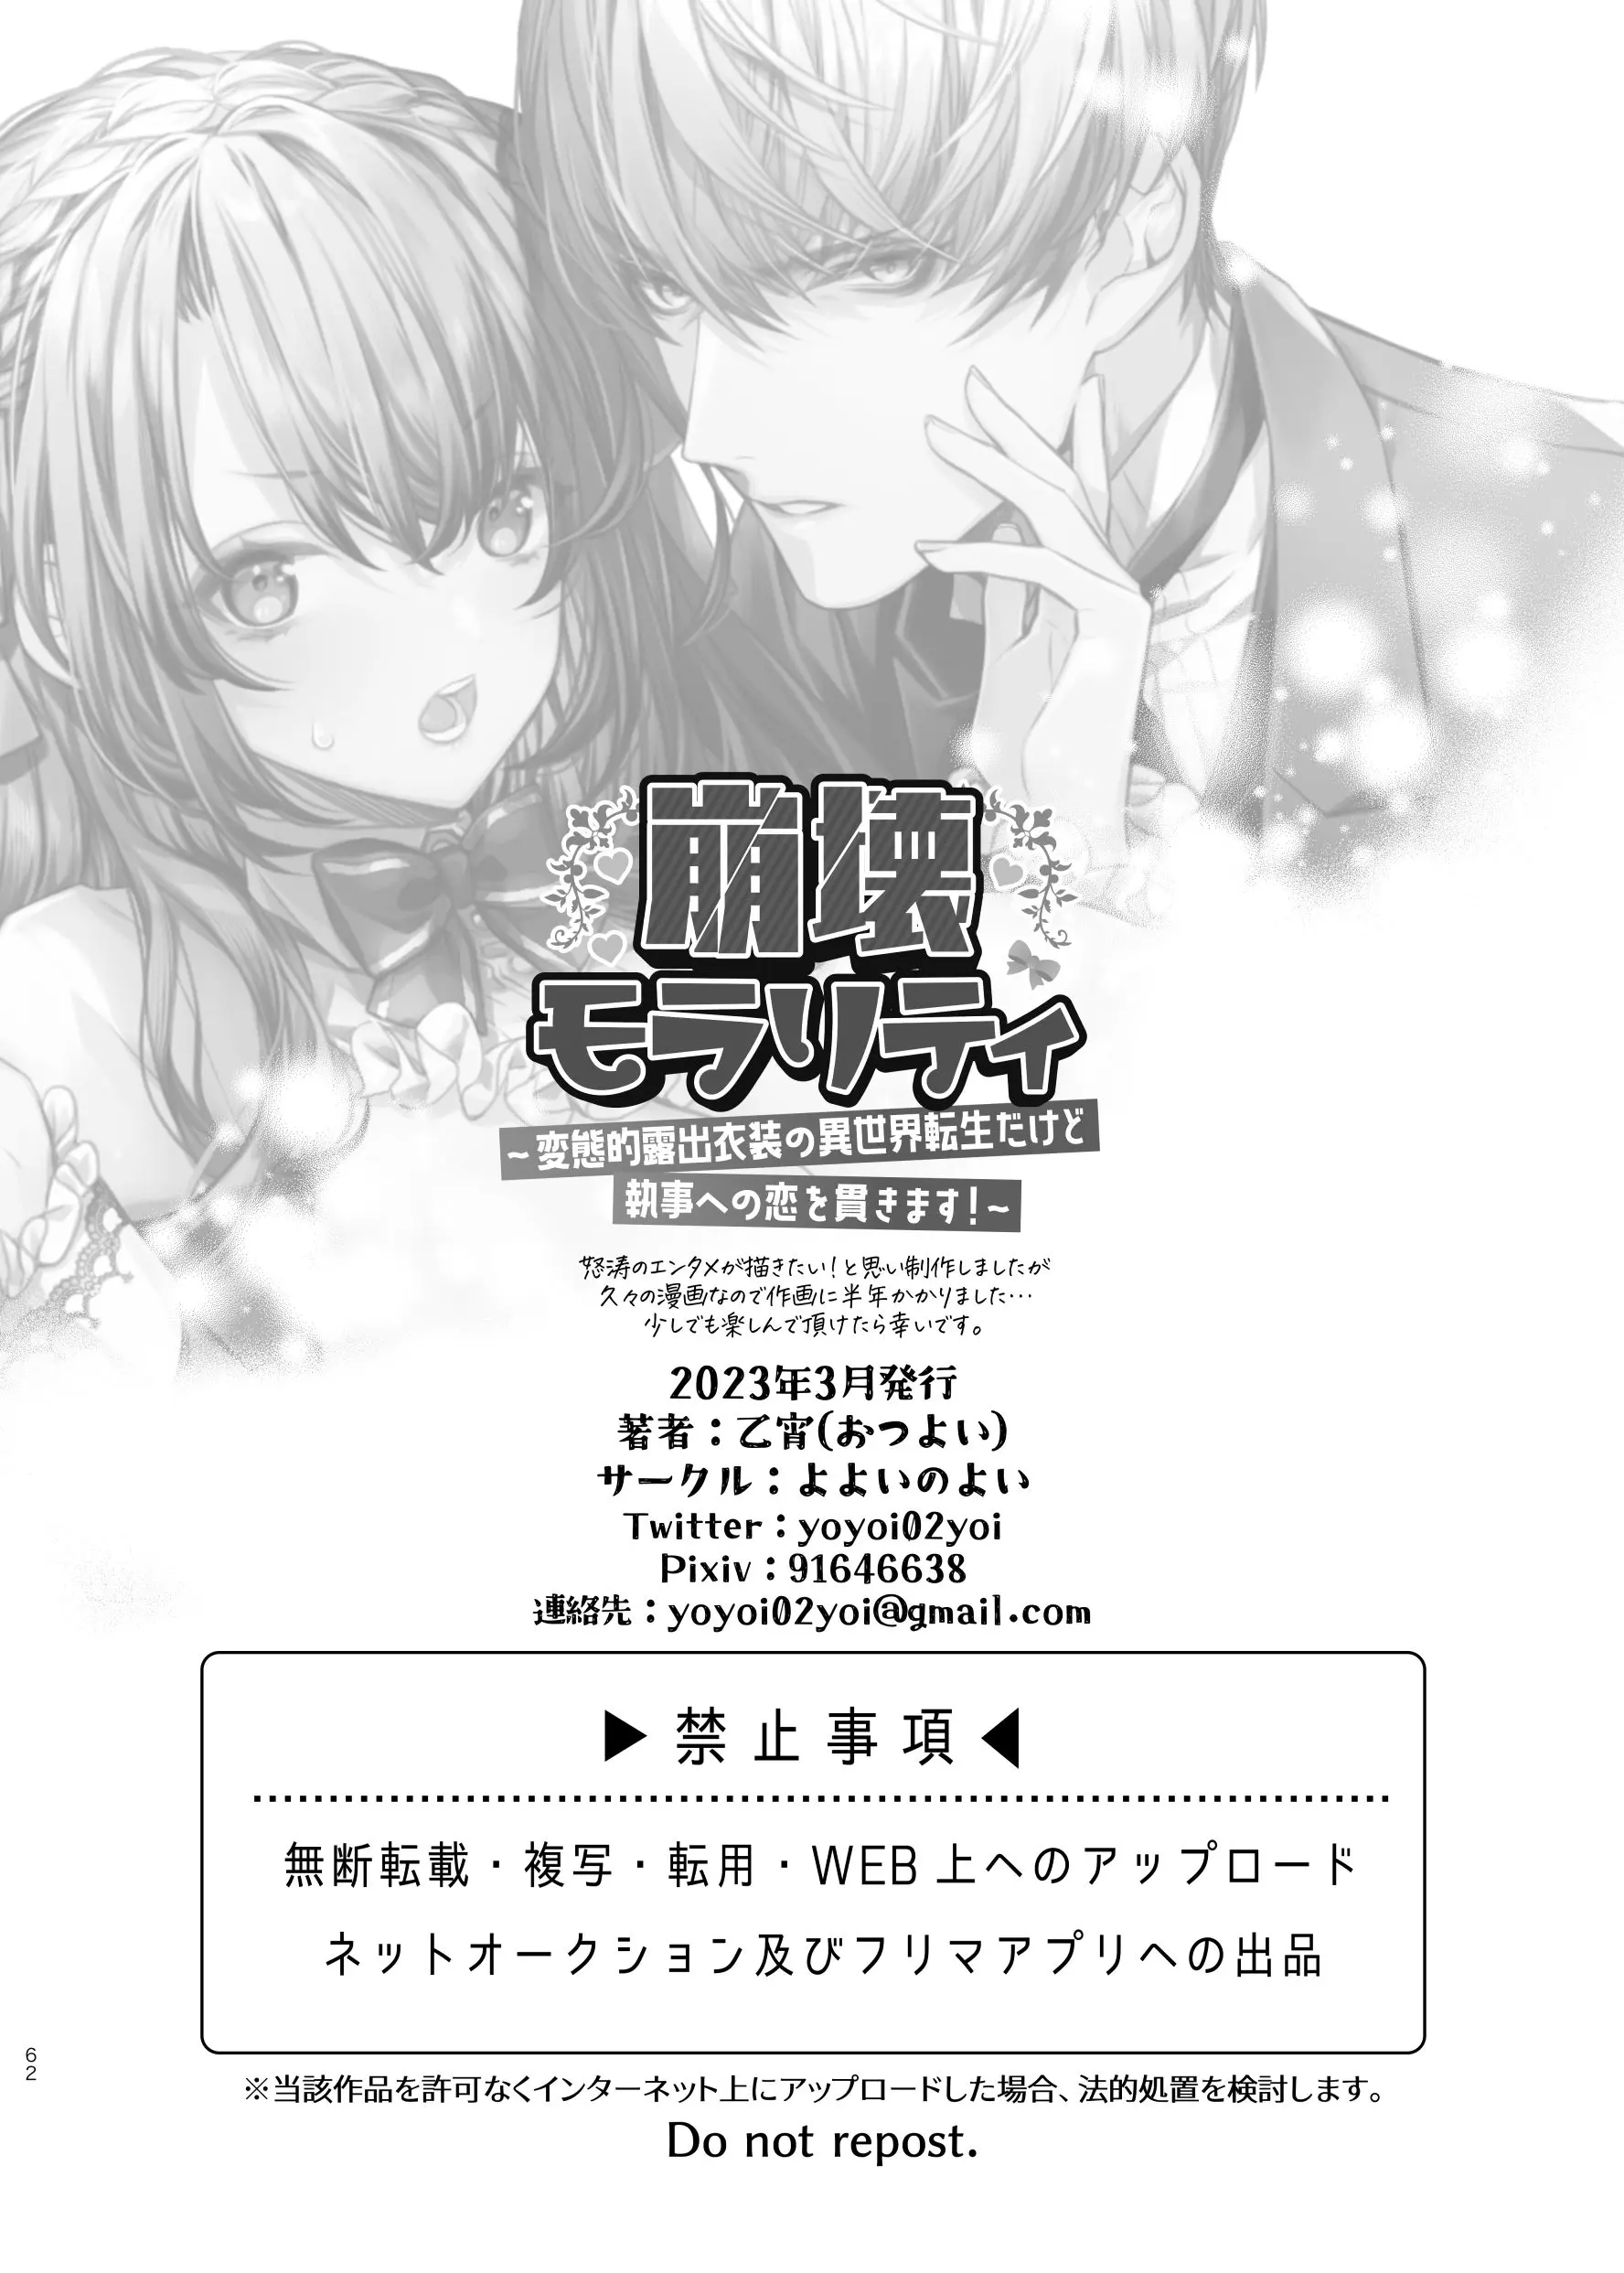 崩壊
モラリティ
~変態的露出衣装の異世界転生だけど
執事への恋を貫きます!~
怒涛のエンタメが描きたい!と思い制作しましたが
久々の漫画なので作画に半年かかりました…
少しでも楽しんで頂けたら幸いです。
2023年3月発行
著者：乙宵(おつよい)
サークル：よよいのよい
Twitter：yoyoi02yoi
Pixiv：91646638
連絡先：yoyoi02yoi@gmail.com
▶禁止事項◀
無断転載・複写・転用・WEB上へのアップロード
ネットオークション及びフリマアプリへの出品
※当該作品を許可なくインターネット上にアップロードした場合、法的処置を検討します。
Do not repost.
62